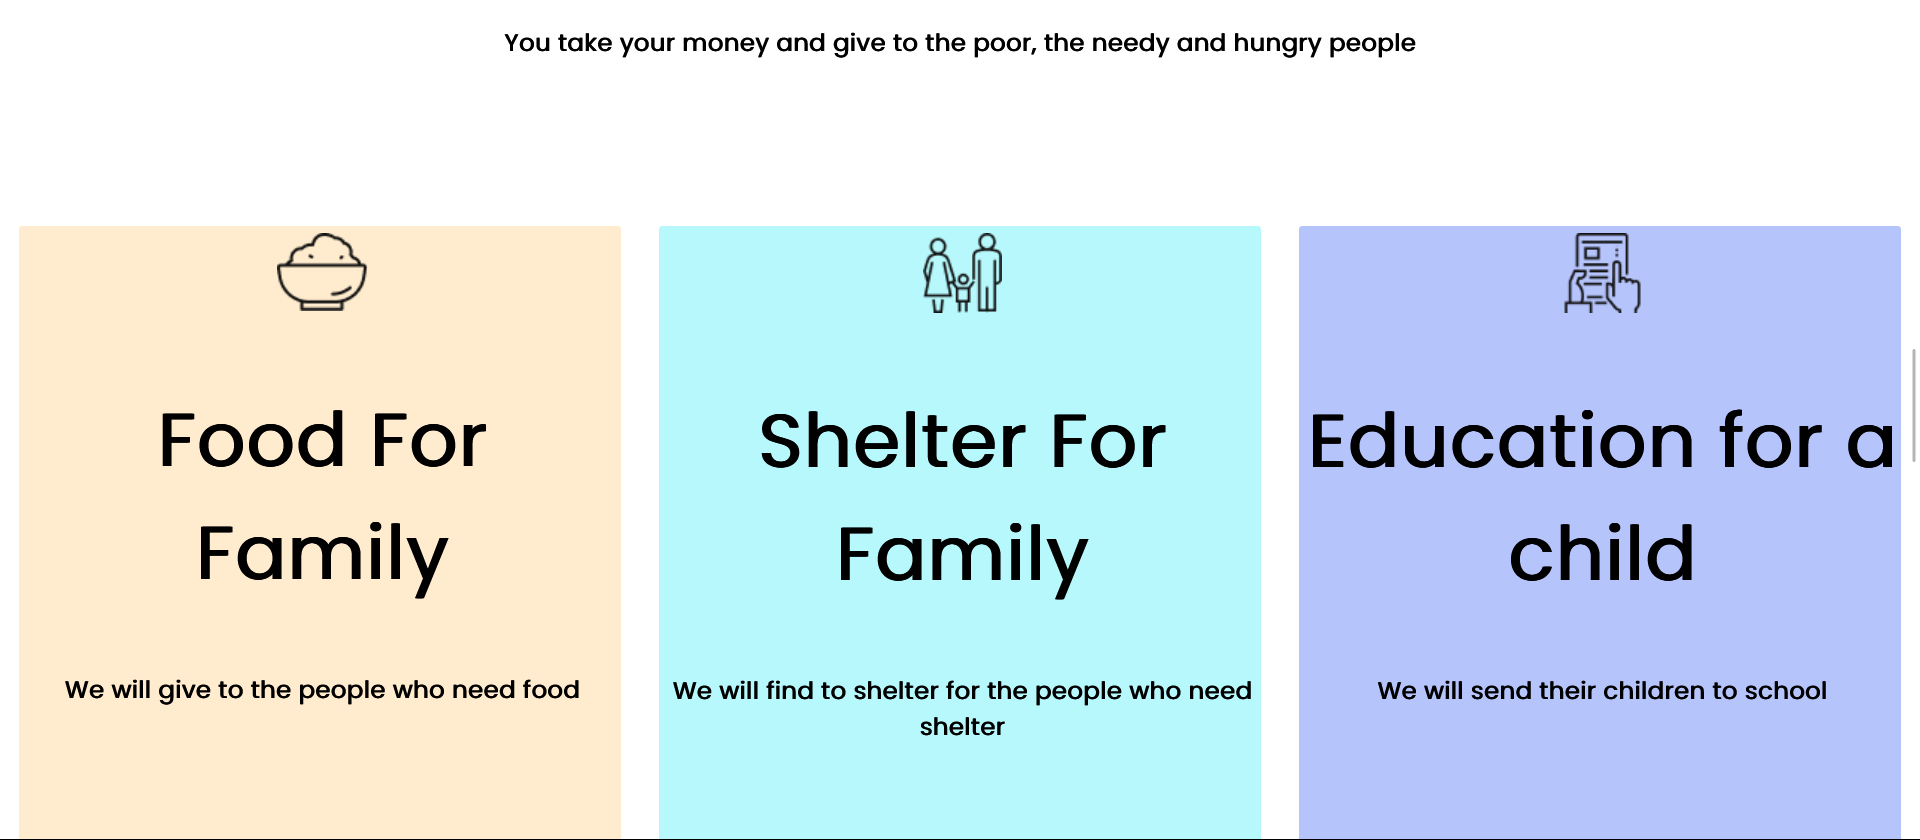 You take your money and give to the poor, the needy and hungry people
Food For
Family
We will give to the people who need food
Shelter For
Family
We will find to shelter for the people who need
shelter
Education for a
child
We will send their children to school